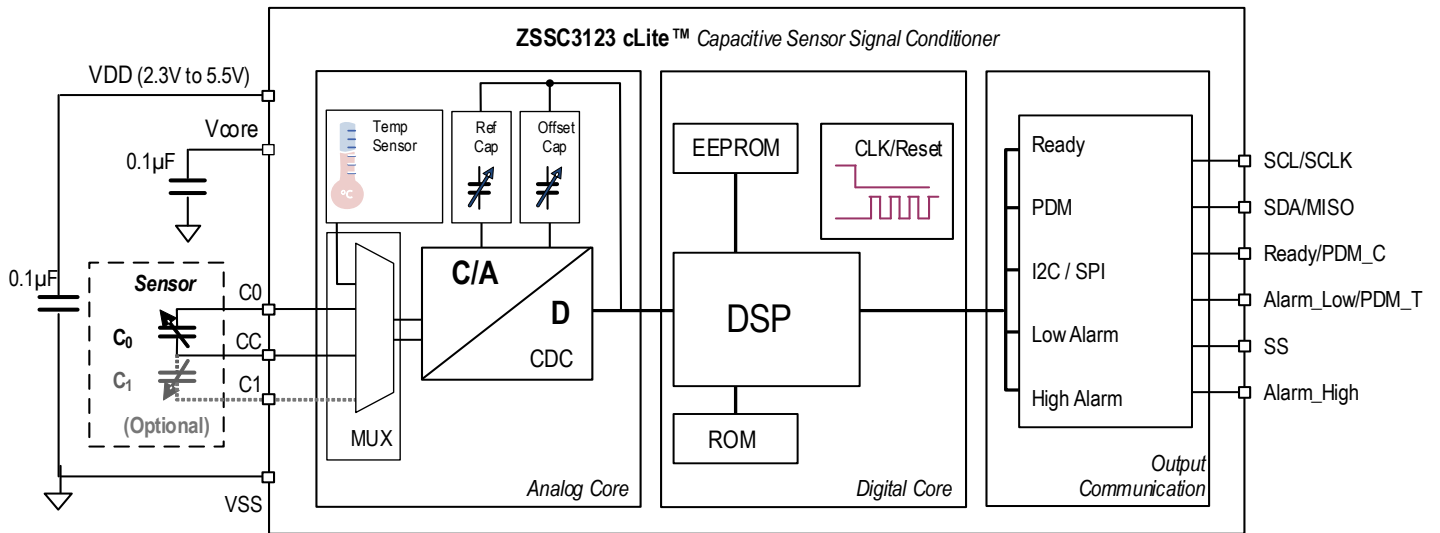 ZSSC3123 cLite™ Capacitive Sensor Signal Conditioner
VDD (2.3V to 5.5V)
Vcore
0.1µF
0.1µF
Sensor
C0
C0
CC
C1
C1
(Optional)
VSS
Temp
Sensor
°C
Ref
Cap
Offset
Cap
C/A
D
CDC
MUX
Analog Core
EEPROM
CLK/Reset
DSP
ROM
Digital Core
Ready
PDM
I2C / SPI
Low Alarm
High Alarm
Output
Communication
SCL/SCLK
SDA/MISO
Ready/PDM_C
Alarm_Low/PDM_T
SS
Alarm_High